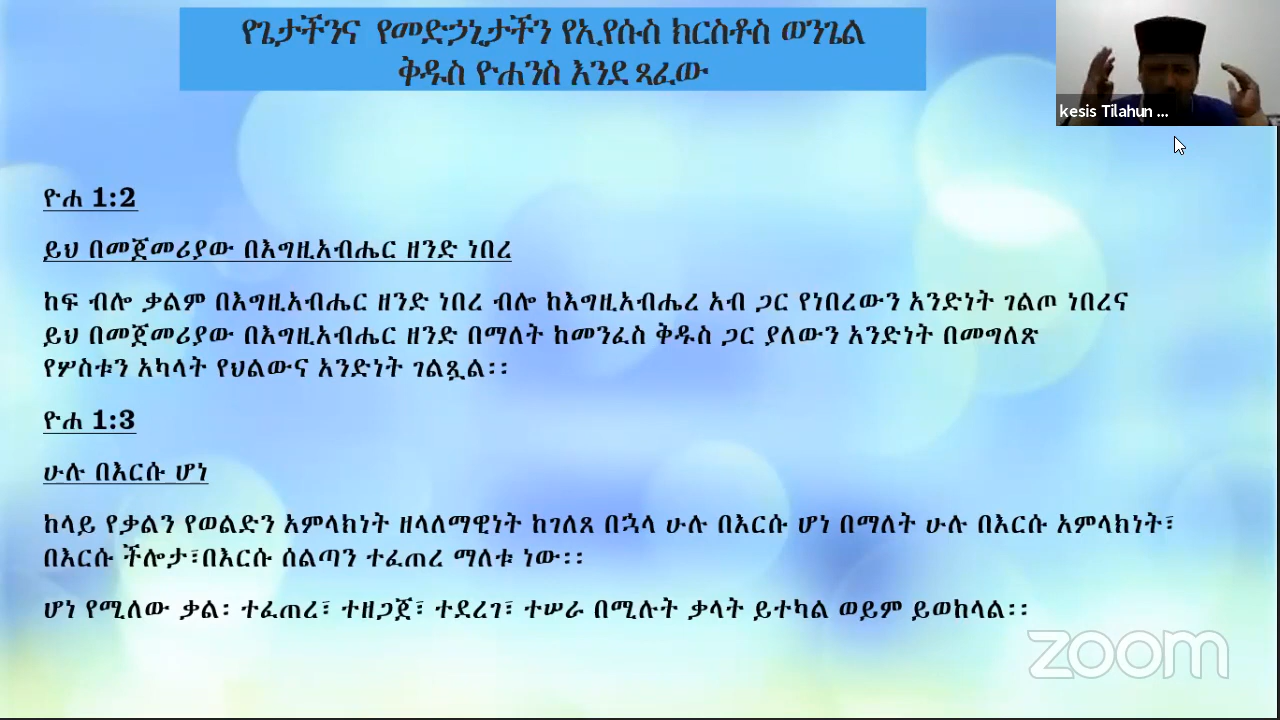 የጌታችንና የመድኃኒታችን የኢየሱስ ክርስቶስ ወንጌል
ቅዱስ ዮሐንስ እንደ ጻፈው
kesis Tilahun ...
ዮሐ 1:2
ይህ በመጀመሪያው በእግዚአብሔር ዘንድ ነበረ
ከፍ ብሎ ቃልም በእግዚአብሔር ዘንድ ነበረ ብሎ ከእግዚአብሔረ አብ ጋር የነበረውን አንድነት ገልጦ ነበረና
ይህ በመጀመሪያው በእግዚአብሔር ዘንድ በማለት ከመንፈስ ቅዱስ ጋር ያለውን አንድነት በመግለጽ
የሦስቱን አካላት የህልውና አንድነት ገልጿል፡፡
ዮሐ 1:3
ሁሉ በእርሱ ሆነ
ከላይ የቃልን የወልድን አምላክነት ዘላለማዊነት ከገለጸ በኋላ ሁሉ በእርሱ ሆነ በማለት ሁሉ በእርሱ አምላክነት፣
በእርሱ ችሎታ፣በእርሱ ሰልጣን ተፈጠረ ማለቱ ነው፡፡
ሆነ የሚለው ቃል፡ ተፈጠረ፣ ተዘጋጀ፣ ተደረገ፣ ተሠራ በሚሉት ቃላት ይተካል ወይም ይወከላል፡፡
zoom